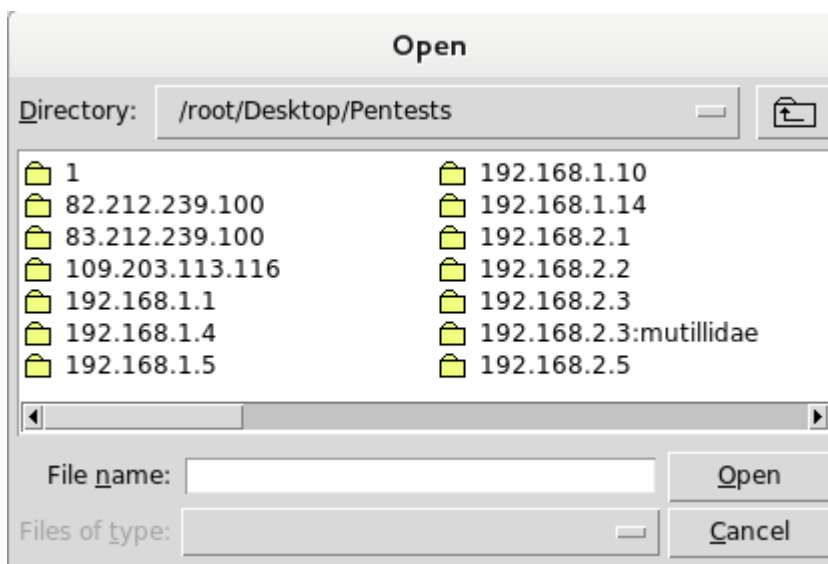 Open
Directory: /root/Desktop/Pentests
1
82.212.239.100
83.212.239.100
109.203.113.116
192.168.1.1
192.168.1.4
192.168.1.5
192.168.1.10
192.168.1.14
192.168.2.1
192.168.2.2
192.168.2.3
192.168.2.3:mutillidae
192.168.2.5
File name:
Open
Files of type:
Cancel